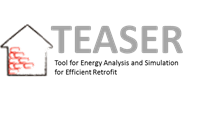 TEASER
Tool for Energy Analysis and Simulation
for Efficient Retrofit